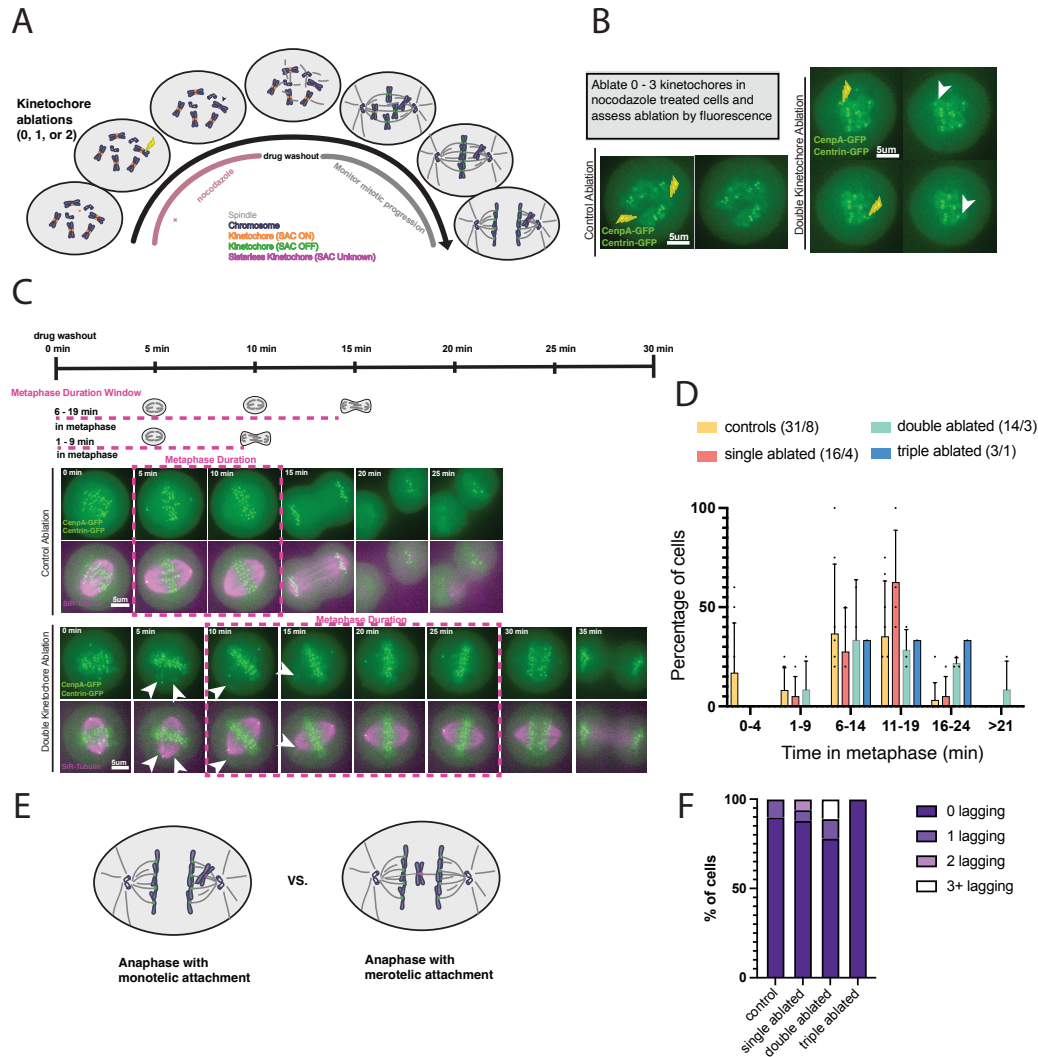 A
Kinetochore
ablations
(0, 1, or 2)
nocodazole
drug washout
Monitor mitotic progression
Spindle
Chromosome
Kinetochore (SAC ON)
Kinetochore (SAC OFF)
Sisterless Kinetochore (SAC Unknown)
B
Ablate 0 - 3 kinetochores in
nocodazole treated cells and
assess ablation by fluorescence
Control Ablation
CenpA-GFP
Centrin-GFP
5um
Double Kinetochore Ablation
CenpA-GFP
Centrin-GFP
5um
C
drug washout
0 min
5 min
10 min
15 min
20 min
25 min
30 min
Metaphase Duration Window
6 - 19 min
in metaphase
1 - 9 min
in metaphase
Metaphase Duration
Control Ablation
0 min
5 min
10 min
15 min
20 min
25 min
CenpA-GFP
Centrin-GFP
SiR-Tubulin
5um
Metaphase Duration
Double Kinetochore Ablation
0 min
5 min
10 min
15 min
20 min
25 min
30 min
35 min
CenpA-GFP
Centrin-GFP
SiR-Tubulin
5um
D
controls (31/8)
double ablated (14/3)
single ablated (16/4)
triple ablated (3/1)
Percentage of cells
100
50
0
0-4
1-9
6-14
11-19
16-24
>21
Time in metaphase (min)
E
vs.
Anaphase with
monotelic attachment
Anaphase with
merotelic attachment
F
% of cells
100
50
0
control
single ablated
double ablated
triple ablated
0 lagging
1 lagging
2 lagging
3+ lagging